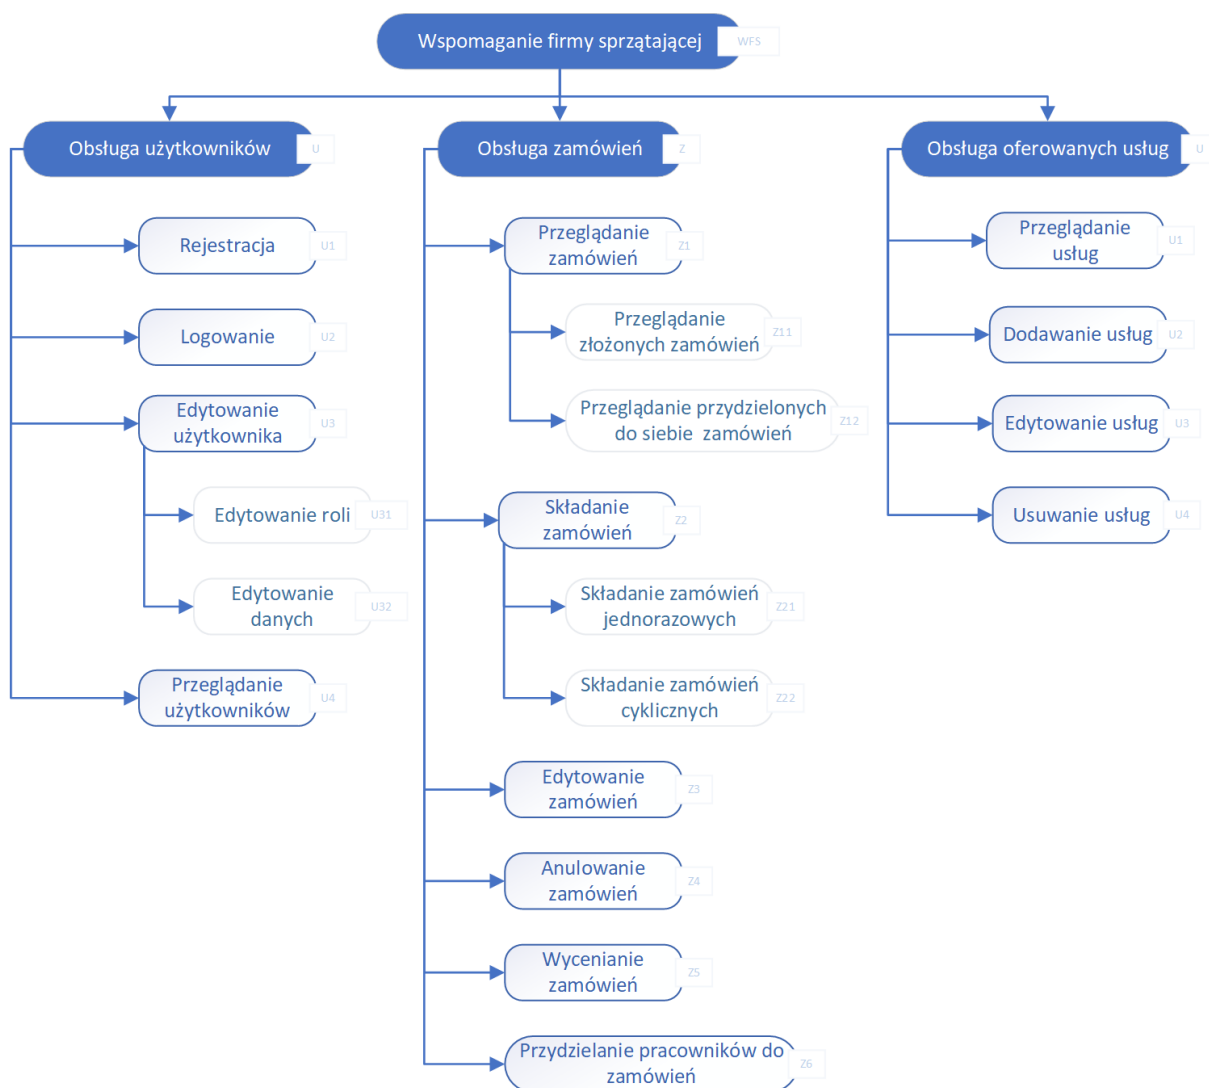 Wspomaganie firmy sprzątającej
WFS
Obsługa użytkowników
U
Rejestracja
U1
Logowanie
U2
Edytowanie
użytkownika
U3
Edytowanie roli
U31
Edytowanie
danych
U32
Przeglądanie
użytkowników
U4
Obsługa zamówień
Z
Przeglądanie
zamówień
Z1
Przeglądanie
złożonych zamówień
Z11
Przeglądanie przydzielonych
do siebie  zamówień
Z12
Składanie
zamówień
Z2
Składanie zamówień
jednorazowych
Z21
Składanie zamówień
cyklicznych
Z22
Edytowanie
zamówień
Z3
Anulowanie
zamówień
Z4
Wycenianie
zamówień
Z5
Przydzielanie pracowników do
zamówień
Z6
Obsługa oferowanych usług
U
Przeglądanie
usług
U1
Dodawanie usług
U2
Edytowanie usług
U3
Usuwanie usług
U4